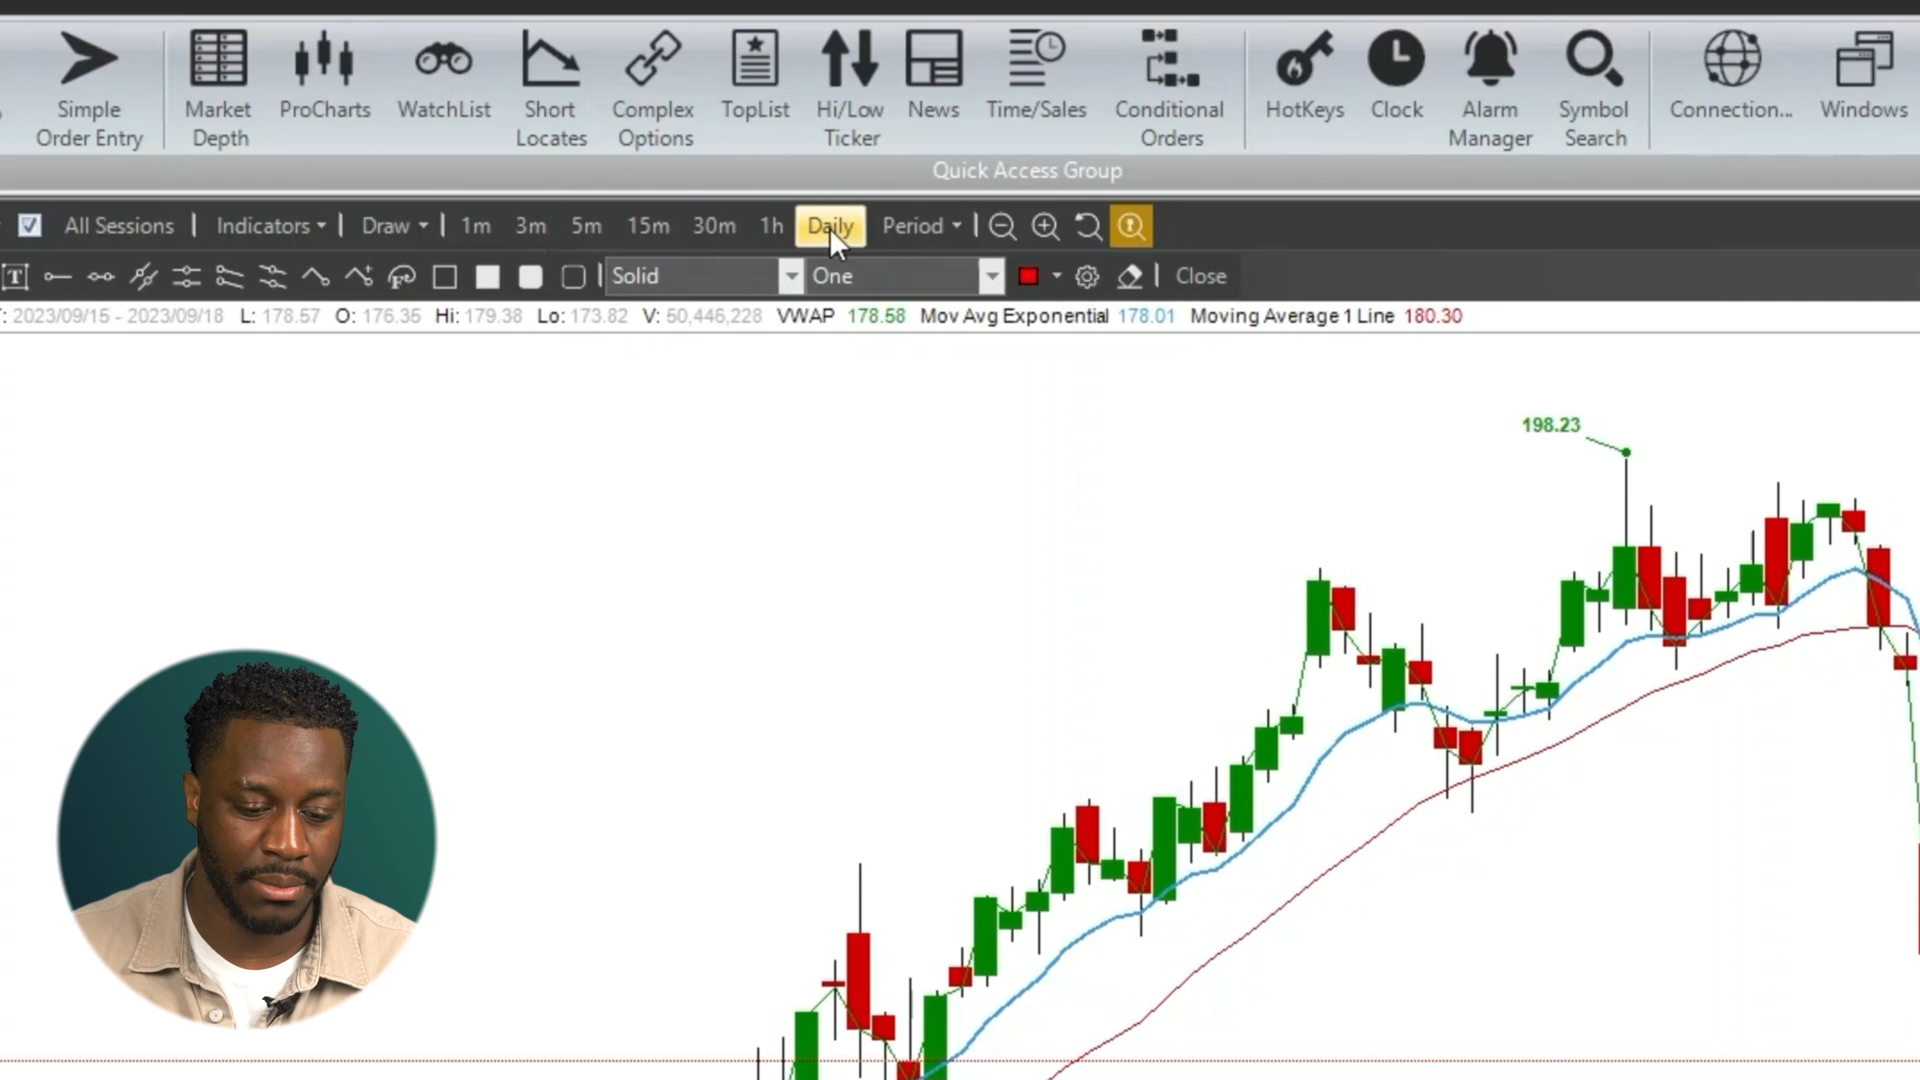 Simple Order Entry
Market Depth
ProCharts
WatchList
Short Locates
Complex Options
TopList
Hi/Low Ticker
News
Time/Sales
Conditional Orders
HotKeys
Clock
Alarm Manager
Symbol Search
Connection...
Windows
Quick Access Group
All Sessions | Indicators | Draw | 1m 3m 5m 15m 30m 1h Daily Period |
T Solid One | Close
: 2023/09/15 - 2023/09/18 L: 178.57 O: 176.35 Hi: 179.38 Lo: 173.82 V: 50,446,228 VWAP 178.58 Mov Avg Exponential 178.01 Moving Average 1 Line 180.30
198.23